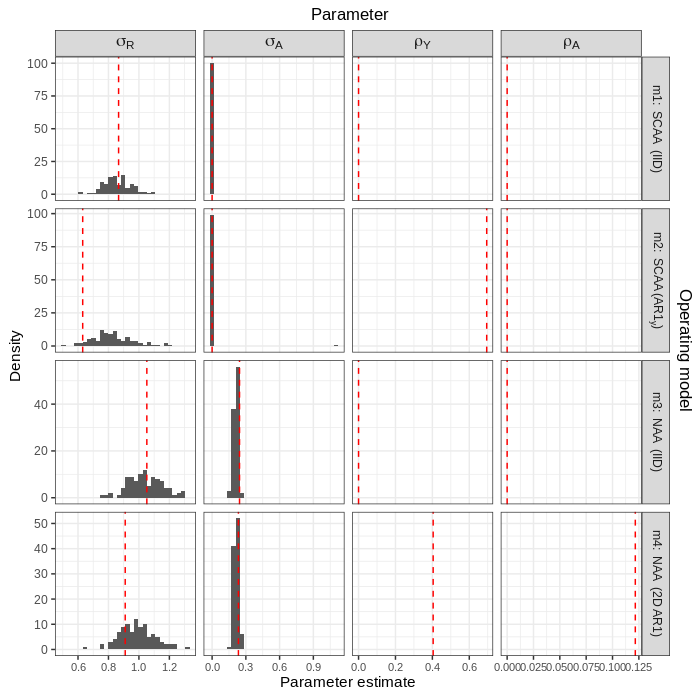 Parameter
σR σA ρY ρA
100
75
50
25
0
m1: SCAA (IID)
100
75
50
25
0
m2: SCAA (AR1y)
40
20
0
m3: NAA (IID)
50
40
30
20
10
0
m4: NAA (2D AR1)
Density
Operating model
0.6 0.8 1.0 1.2 0.0 0.3 0.6 0.9 0.0 0.2 0.4 0.6 0.000 0.025 0.050 0.075 0.100 0.125
Parameter estimate